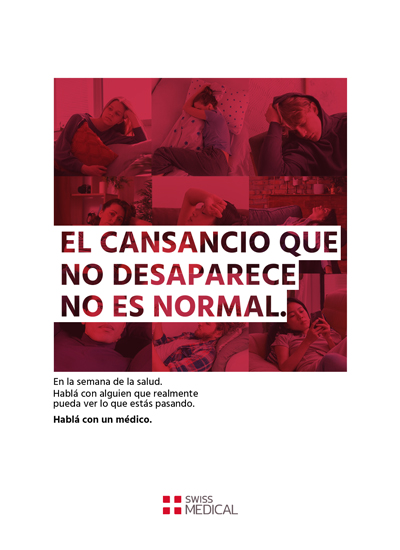 EL CANSANCIO QUE
NO DESAPARECE
NO ES NORMAL.
En la semana de la salud.
Hablá con alguien que realmente
pueda ver lo que estás pasando.
Hablá con un médico.
SWISS
MEDICAL